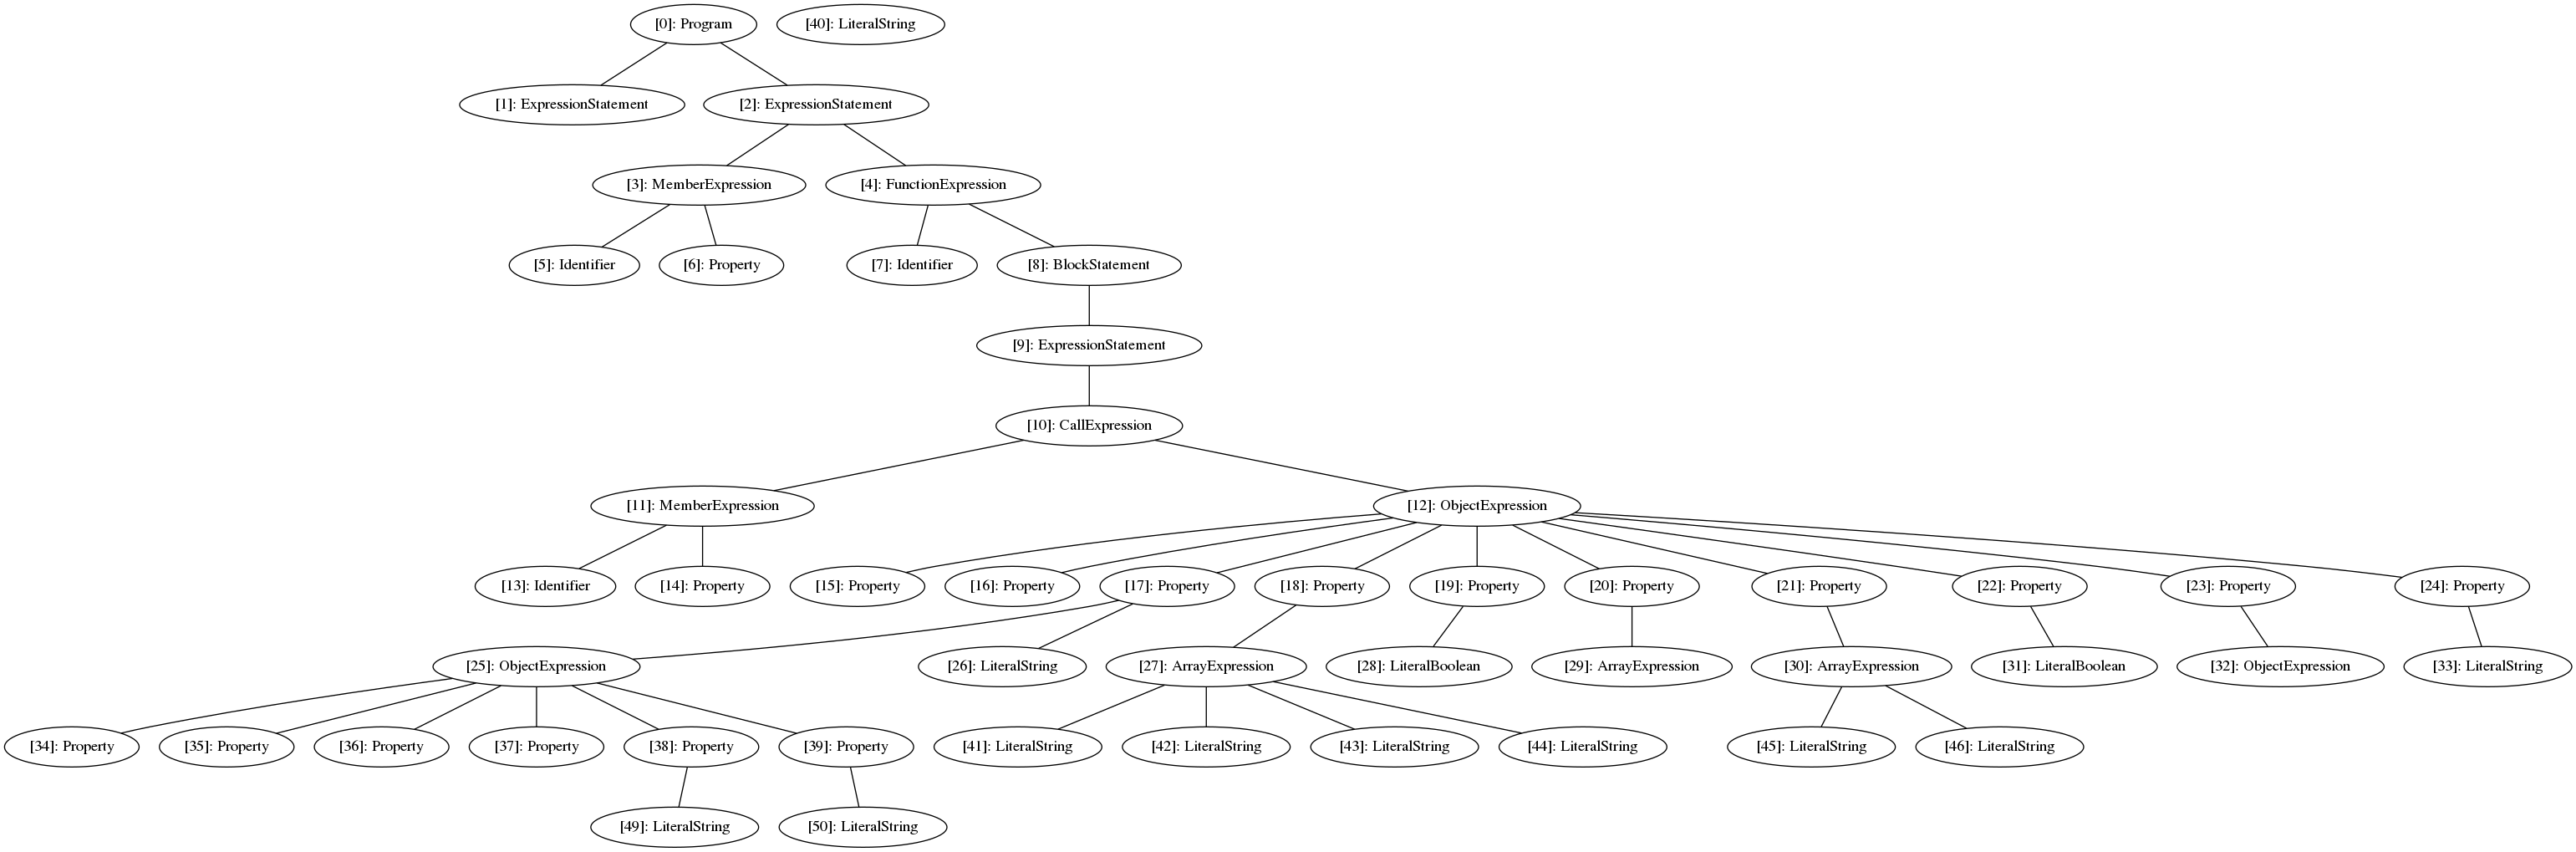 [0]: Program
[40]: LiteralString
[1]: ExpressionStatement
[2]: ExpressionStatement
[3]: MemberExpression
[4]: FunctionExpression
[5]: Identifier
[6]: Property
[7]: Identifier
[8]: BlockStatement
[9]: ExpressionStatement
[10]: CallExpression
[11]: MemberExpression
[12]: ObjectExpression
[13]: Identifier
[14]: Property
[15]: Property
[16]: Property
[17]: Property
[18]: Property
[19]: Property
[20]: Property
[21]: Property
[22]: Property
[23]: Property
[24]: Property
[25]: ObjectExpression
[26]: LiteralString
[27]: ArrayExpression
[28]: LiteralBoolean
[29]: ArrayExpression
[30]: ArrayExpression
[31]: LiteralBoolean
[32]: ObjectExpression
[33]: LiteralString
[34]: Property
[35]: Property
[36]: Property
[37]: Property
[38]: Property
[39]: Property
[41]: LiteralString
[42]: LiteralString
[43]: LiteralString
[44]: LiteralString
[45]: LiteralString
[46]: LiteralString
[49]: LiteralString
[50]: LiteralString